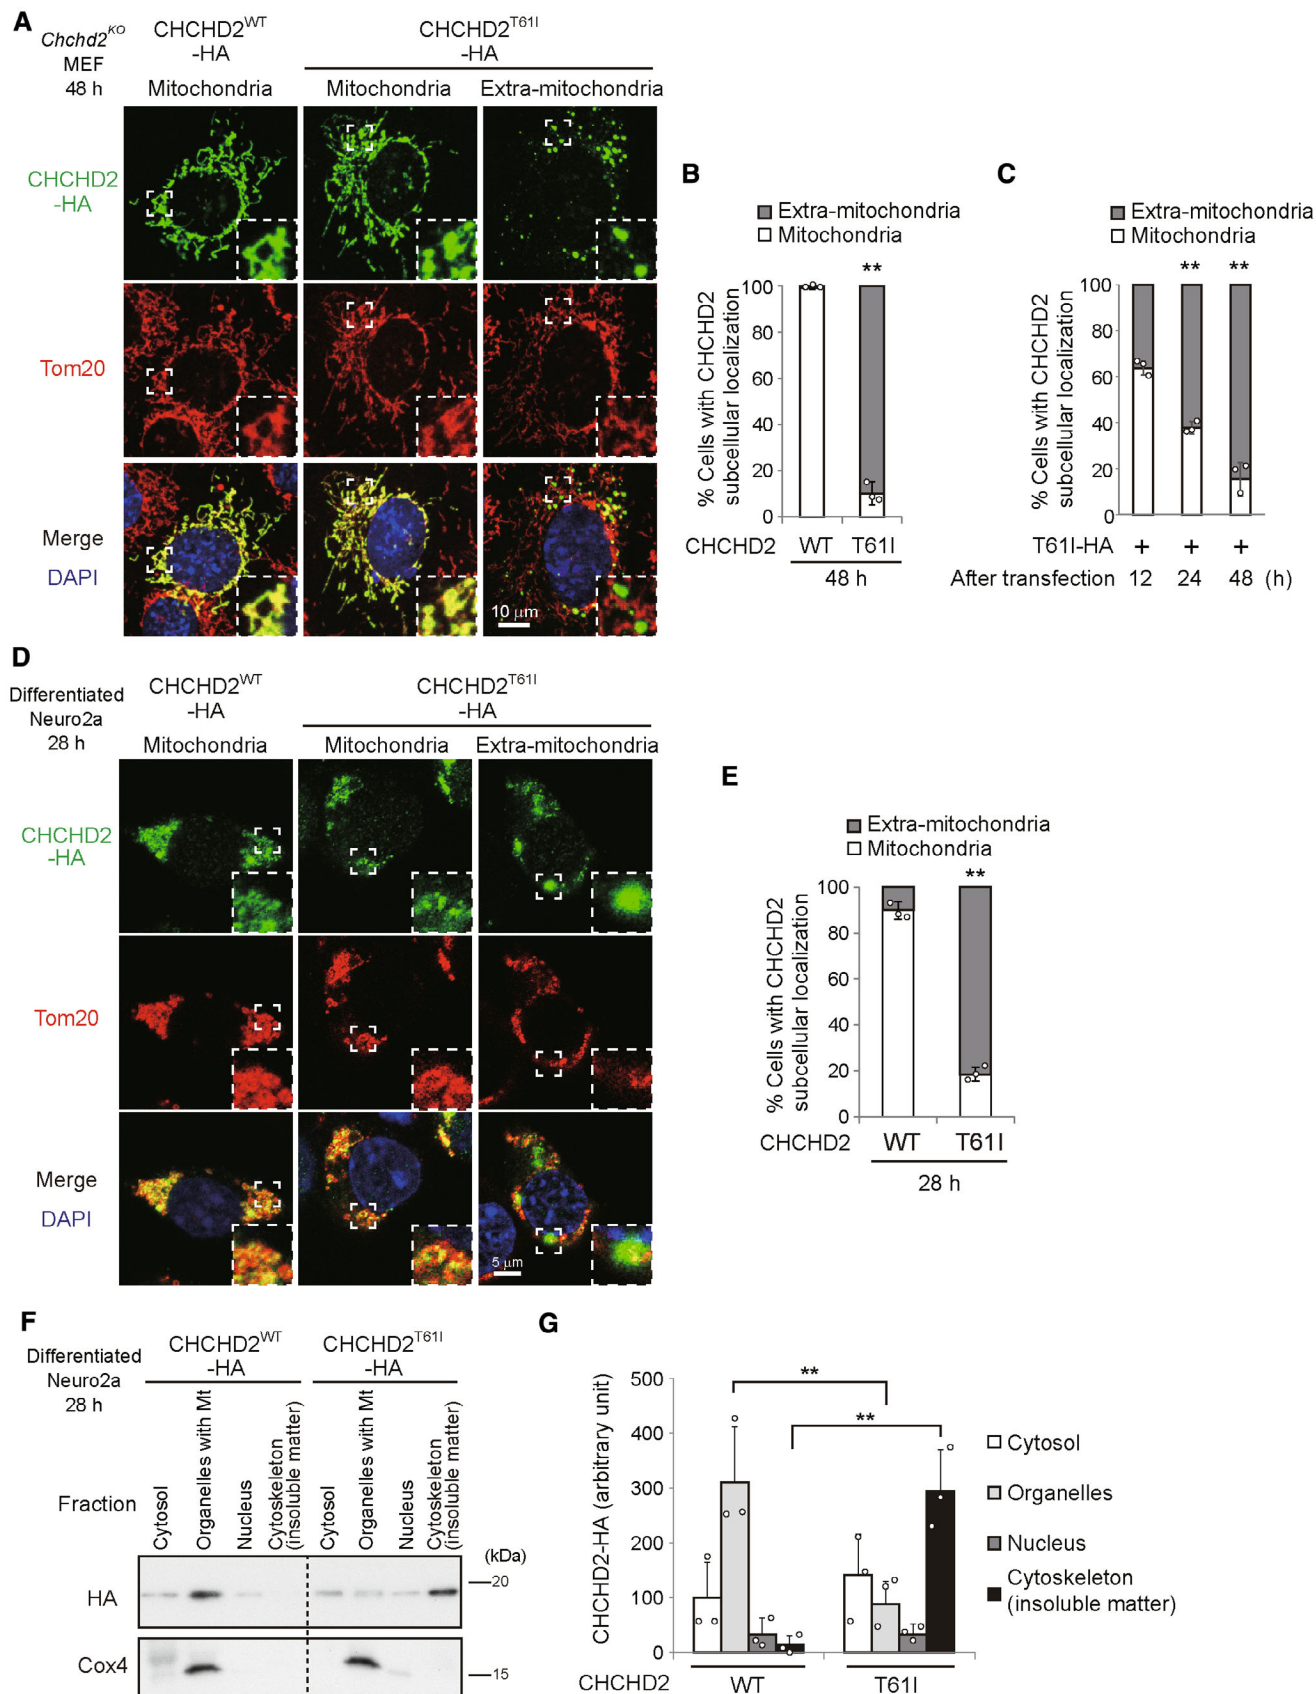 A
Chchd2KO
MEF
48 h
CHCHD2WT
-HA
CHCHD2T61I
-HA
Mitochondria
Mitochondria
Extra-mitochondria
CHCHD2
-HA
Tom20
Merge
DAPI
10 µm
B
Extra-mitochondria
Mitochondria
**
% Cells with CHCHD2
subcellular localization
100
80
60
40
20
0
CHCHD2
WT
T61I
48 h
C
Extra-mitochondria
Mitochondria
**
**
% Cells with CHCHD2
subcellular localization
100
80
60
40
20
0
T61I-HA
+
+
+
After transfection
12
24
48
(h)
D
Differentiated
Neuro2a
28 h
CHCHD2WT
-HA
CHCHD2T61I
-HA
Mitochondria
Mitochondria
Extra-mitochondria
CHCHD2
-HA
Tom20
Merge
DAPI
5 µm
E
Extra-mitochondria
Mitochondria
**
% Cells with CHCHD2
subcellular localization
100
80
60
40
20
0
CHCHD2
WT
T61I
28 h
F
Differentiated
Neuro2a
28 h
CHCHD2WT
-HA
CHCHD2T61I
-HA
Fraction
Cytosol
Organelles with Mt
Nucleus
Cytoskeleton
(insoluble matter)
Cytosol
Organelles with Mt
Nucleus
Cytoskeleton
(insoluble matter)
(kDa)
HA
20
Cox4
15
G
CHCHD2-HA (arbitrary unit)
500
400
300
200
100
0
**
**
Cytosol
Organelles
Nucleus
Cytoskeleton
(insoluble matter)
CHCHD2
WT
T61I